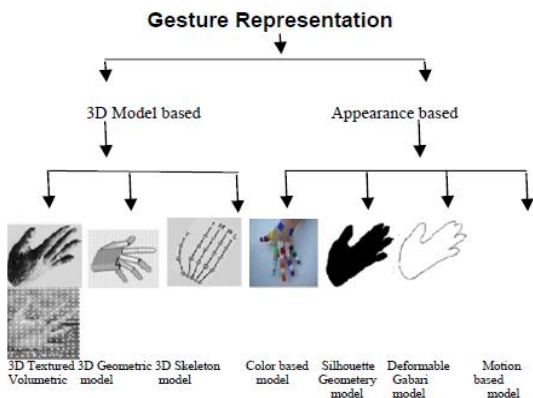 Gesture Representation
3D Model based Appearance based
3D Textured 3D Geometric 3D Skeleton Color based Silhouette Deformable Motion
Volumetric model model model Geometery Gabari based
model model model